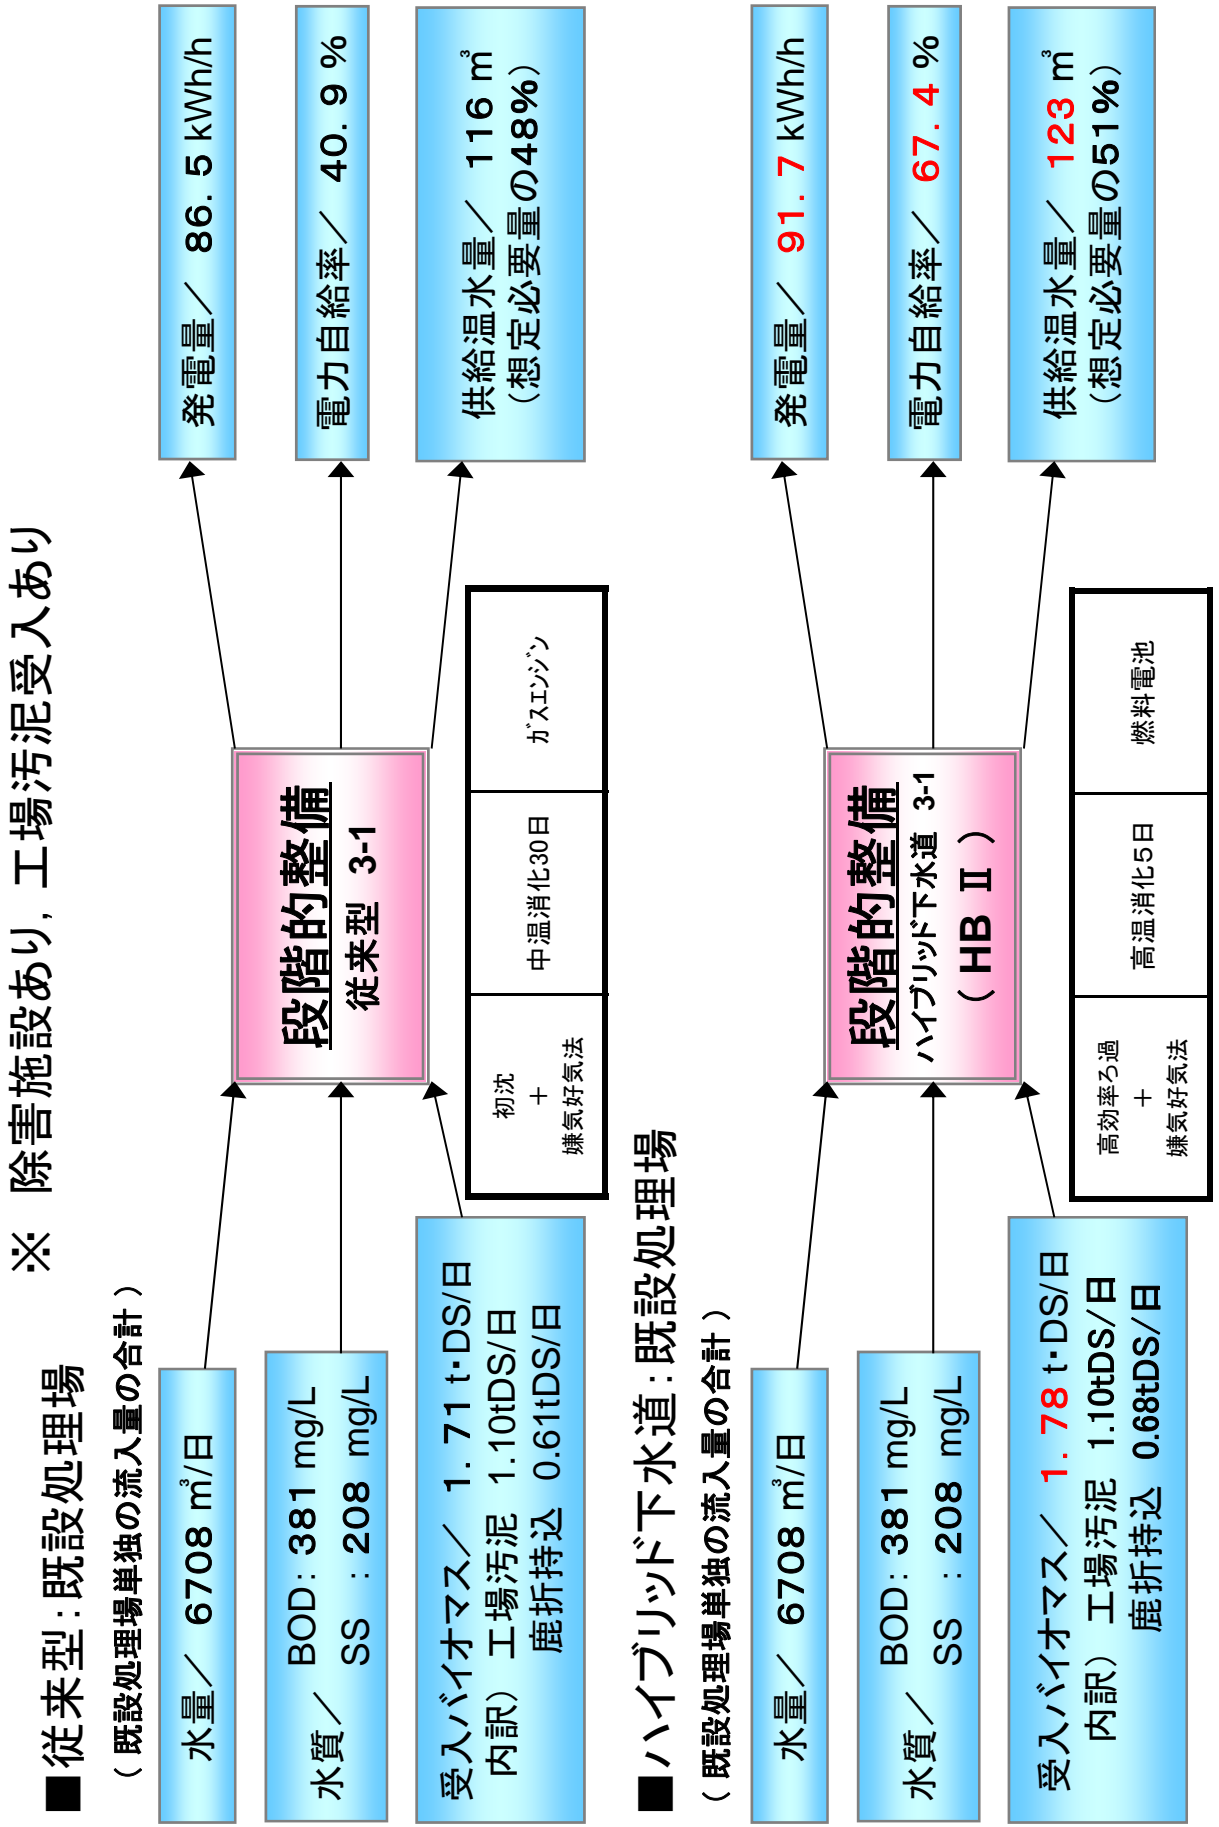 ※ 除害施設あり，工場汚泥受入あり
■従来型：既設処理場
（ 既設処理場単独の流入量の合計 ）
水量／ 6708 ㎥/日
水質／ BOD：381 mg/L
SS ：208 mg/L
受入バイオマス／ 1．71 t・DS/日
内訳） 工場汚泥 1.10tDS/日
鹿折持込 0.61tDS/日
段階的整備
従来型 3-1
初沈
＋
嫌気好気法
中温消化30日
ｶﾞｽｴﾝｼﾞﾝ
発電量／ 86．5 kWh/h
電力自給率／ 40．9 %
供給温水量／ 116 ㎥
（想定必要量の48%）
■ハイブリッド下水道：既設処理場
（ 既設処理場単独の流入量の合計 ）
水量／ 6708 ㎥/日
水質／ BOD：381 mg/L
SS ：208 mg/L
受入バイオマス／ 1．78 t・DS/日
内訳） 工場汚泥 1.10tDS/日
鹿折持込 0.68tDS/日
段階的整備
ハイブリッド下水道 3-1
（ HB Ⅱ ）
高効率ろ過
＋
嫌気好気法
高温消化5日
燃料電池
発電量／ 91．7 kWh/h
電力自給率／ 67．4 %
供給温水量／ 123 ㎥
（想定必要量の51%）